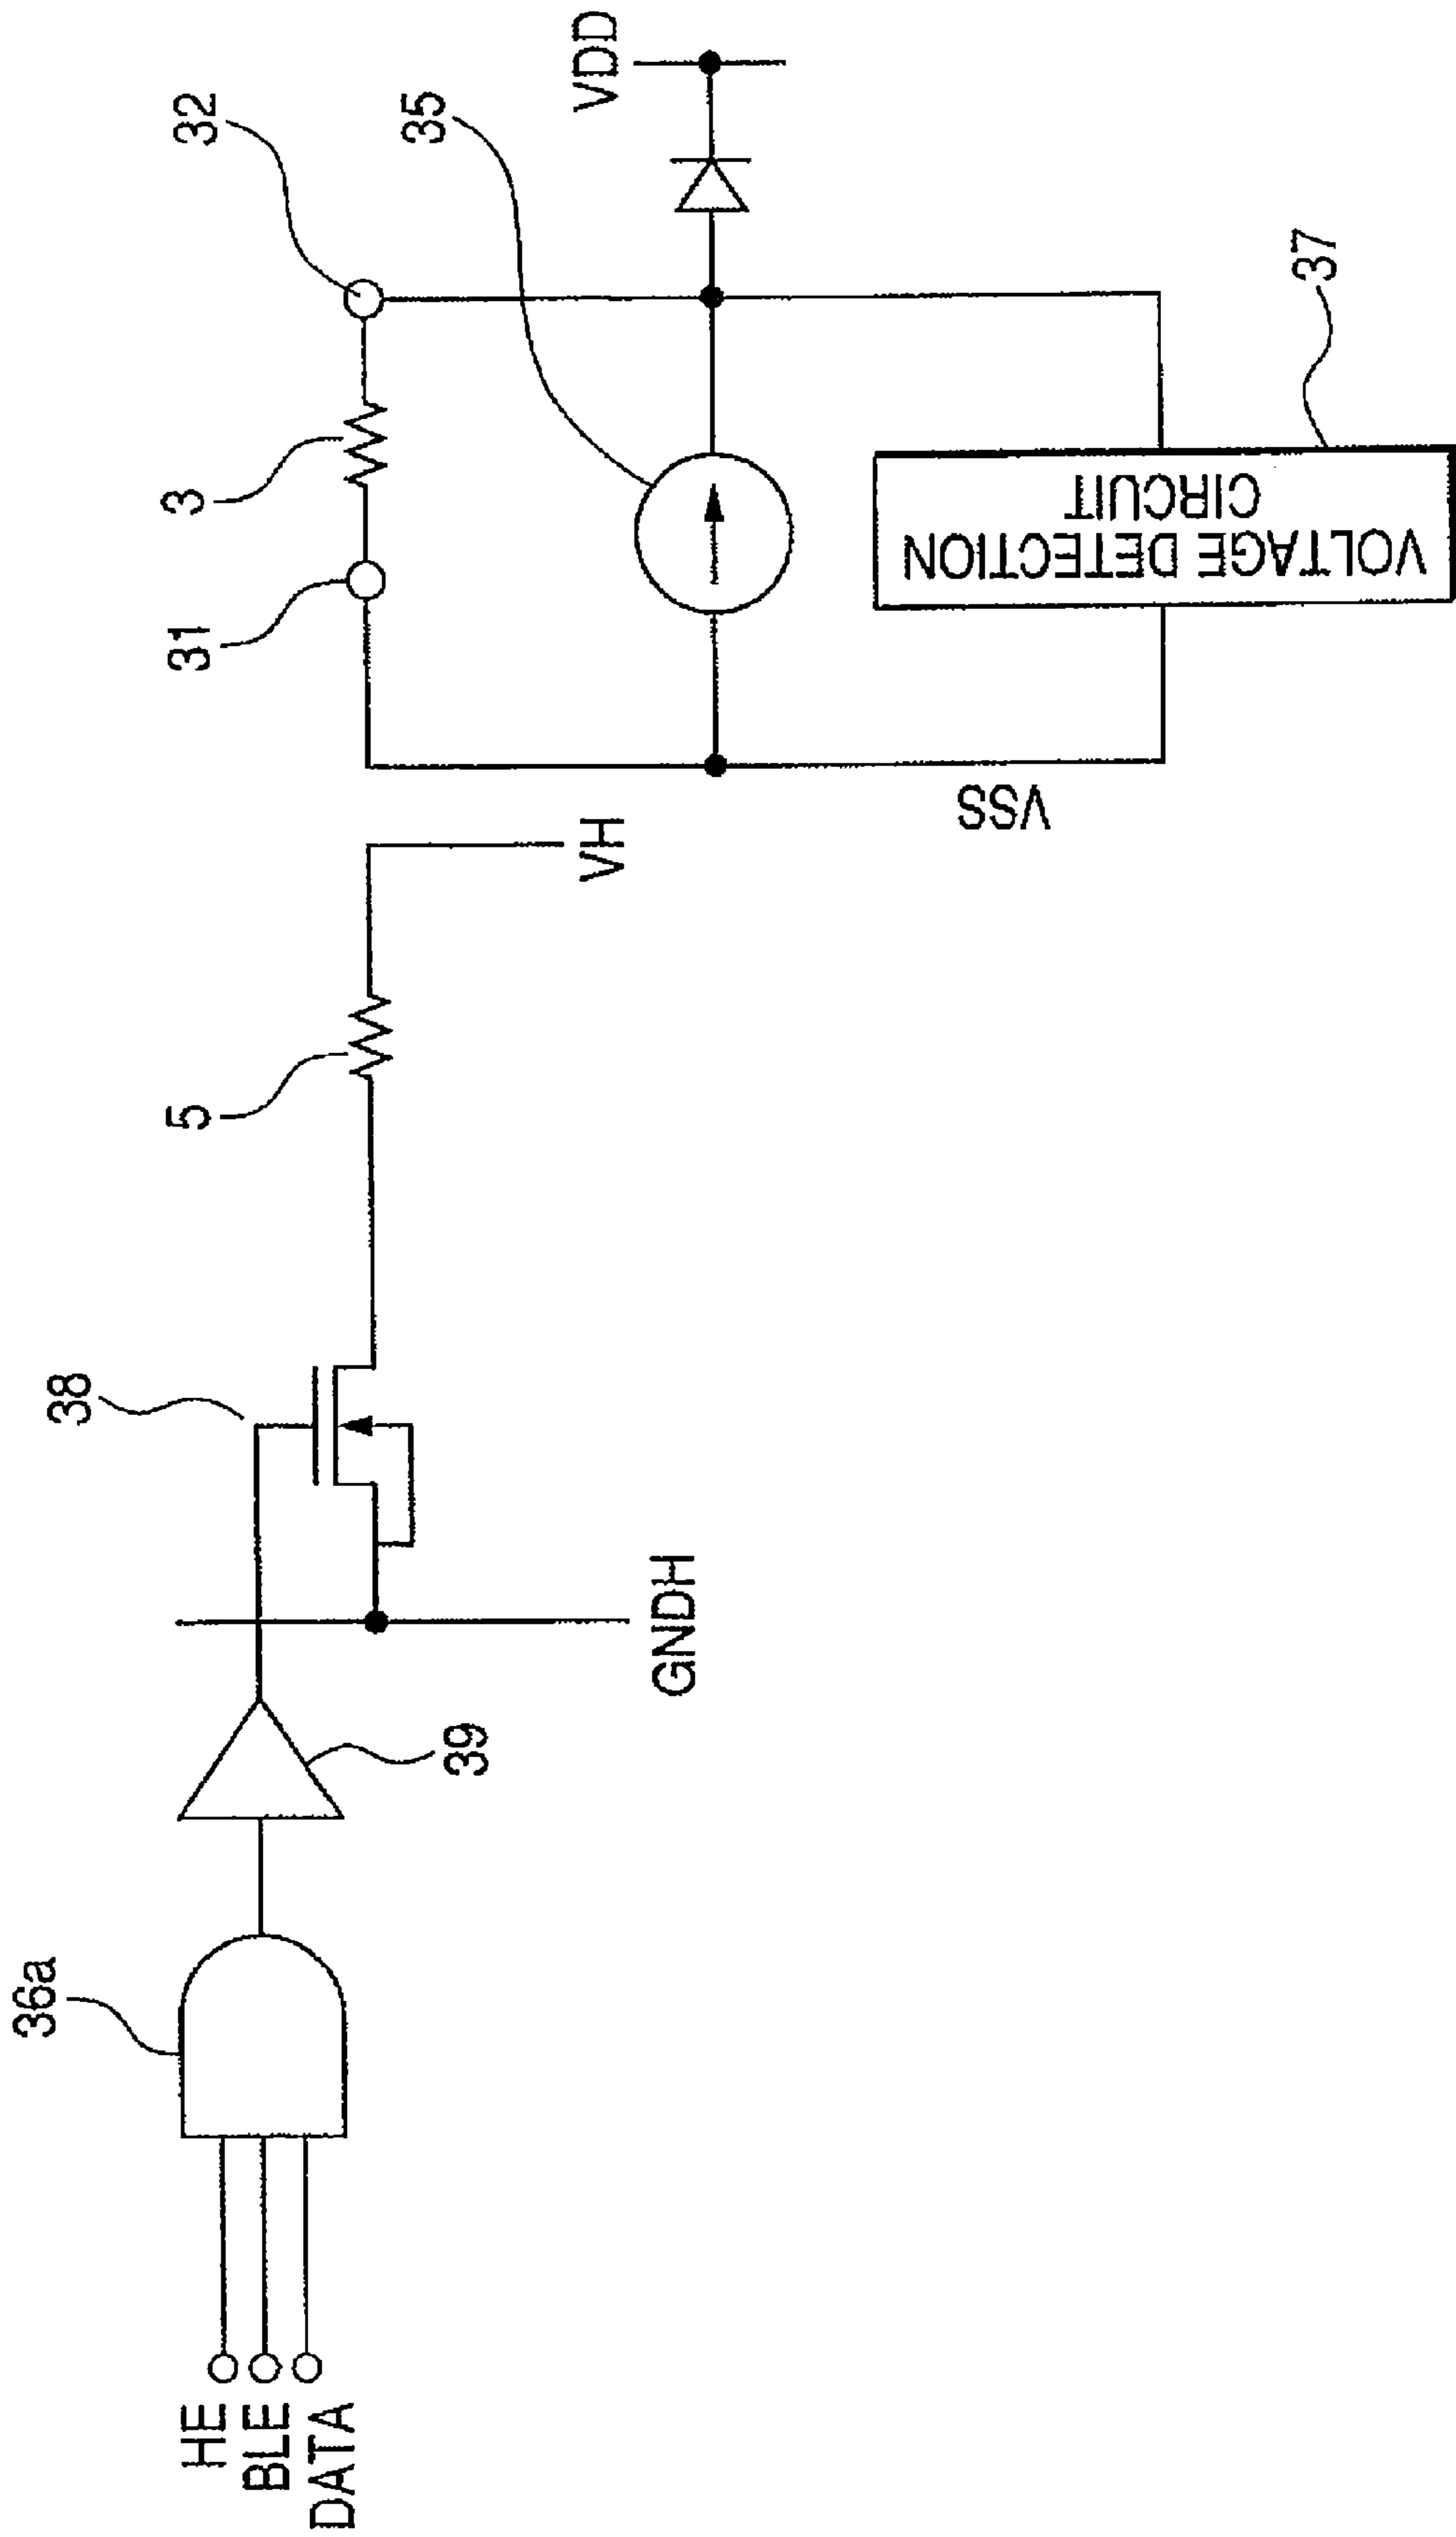 36a
HE
BLE
DATA
39
38
GNDH
5
VH
31
3
32
35
VDD
VSS
VOLTAGE DETECTION
CIRCUIT
37